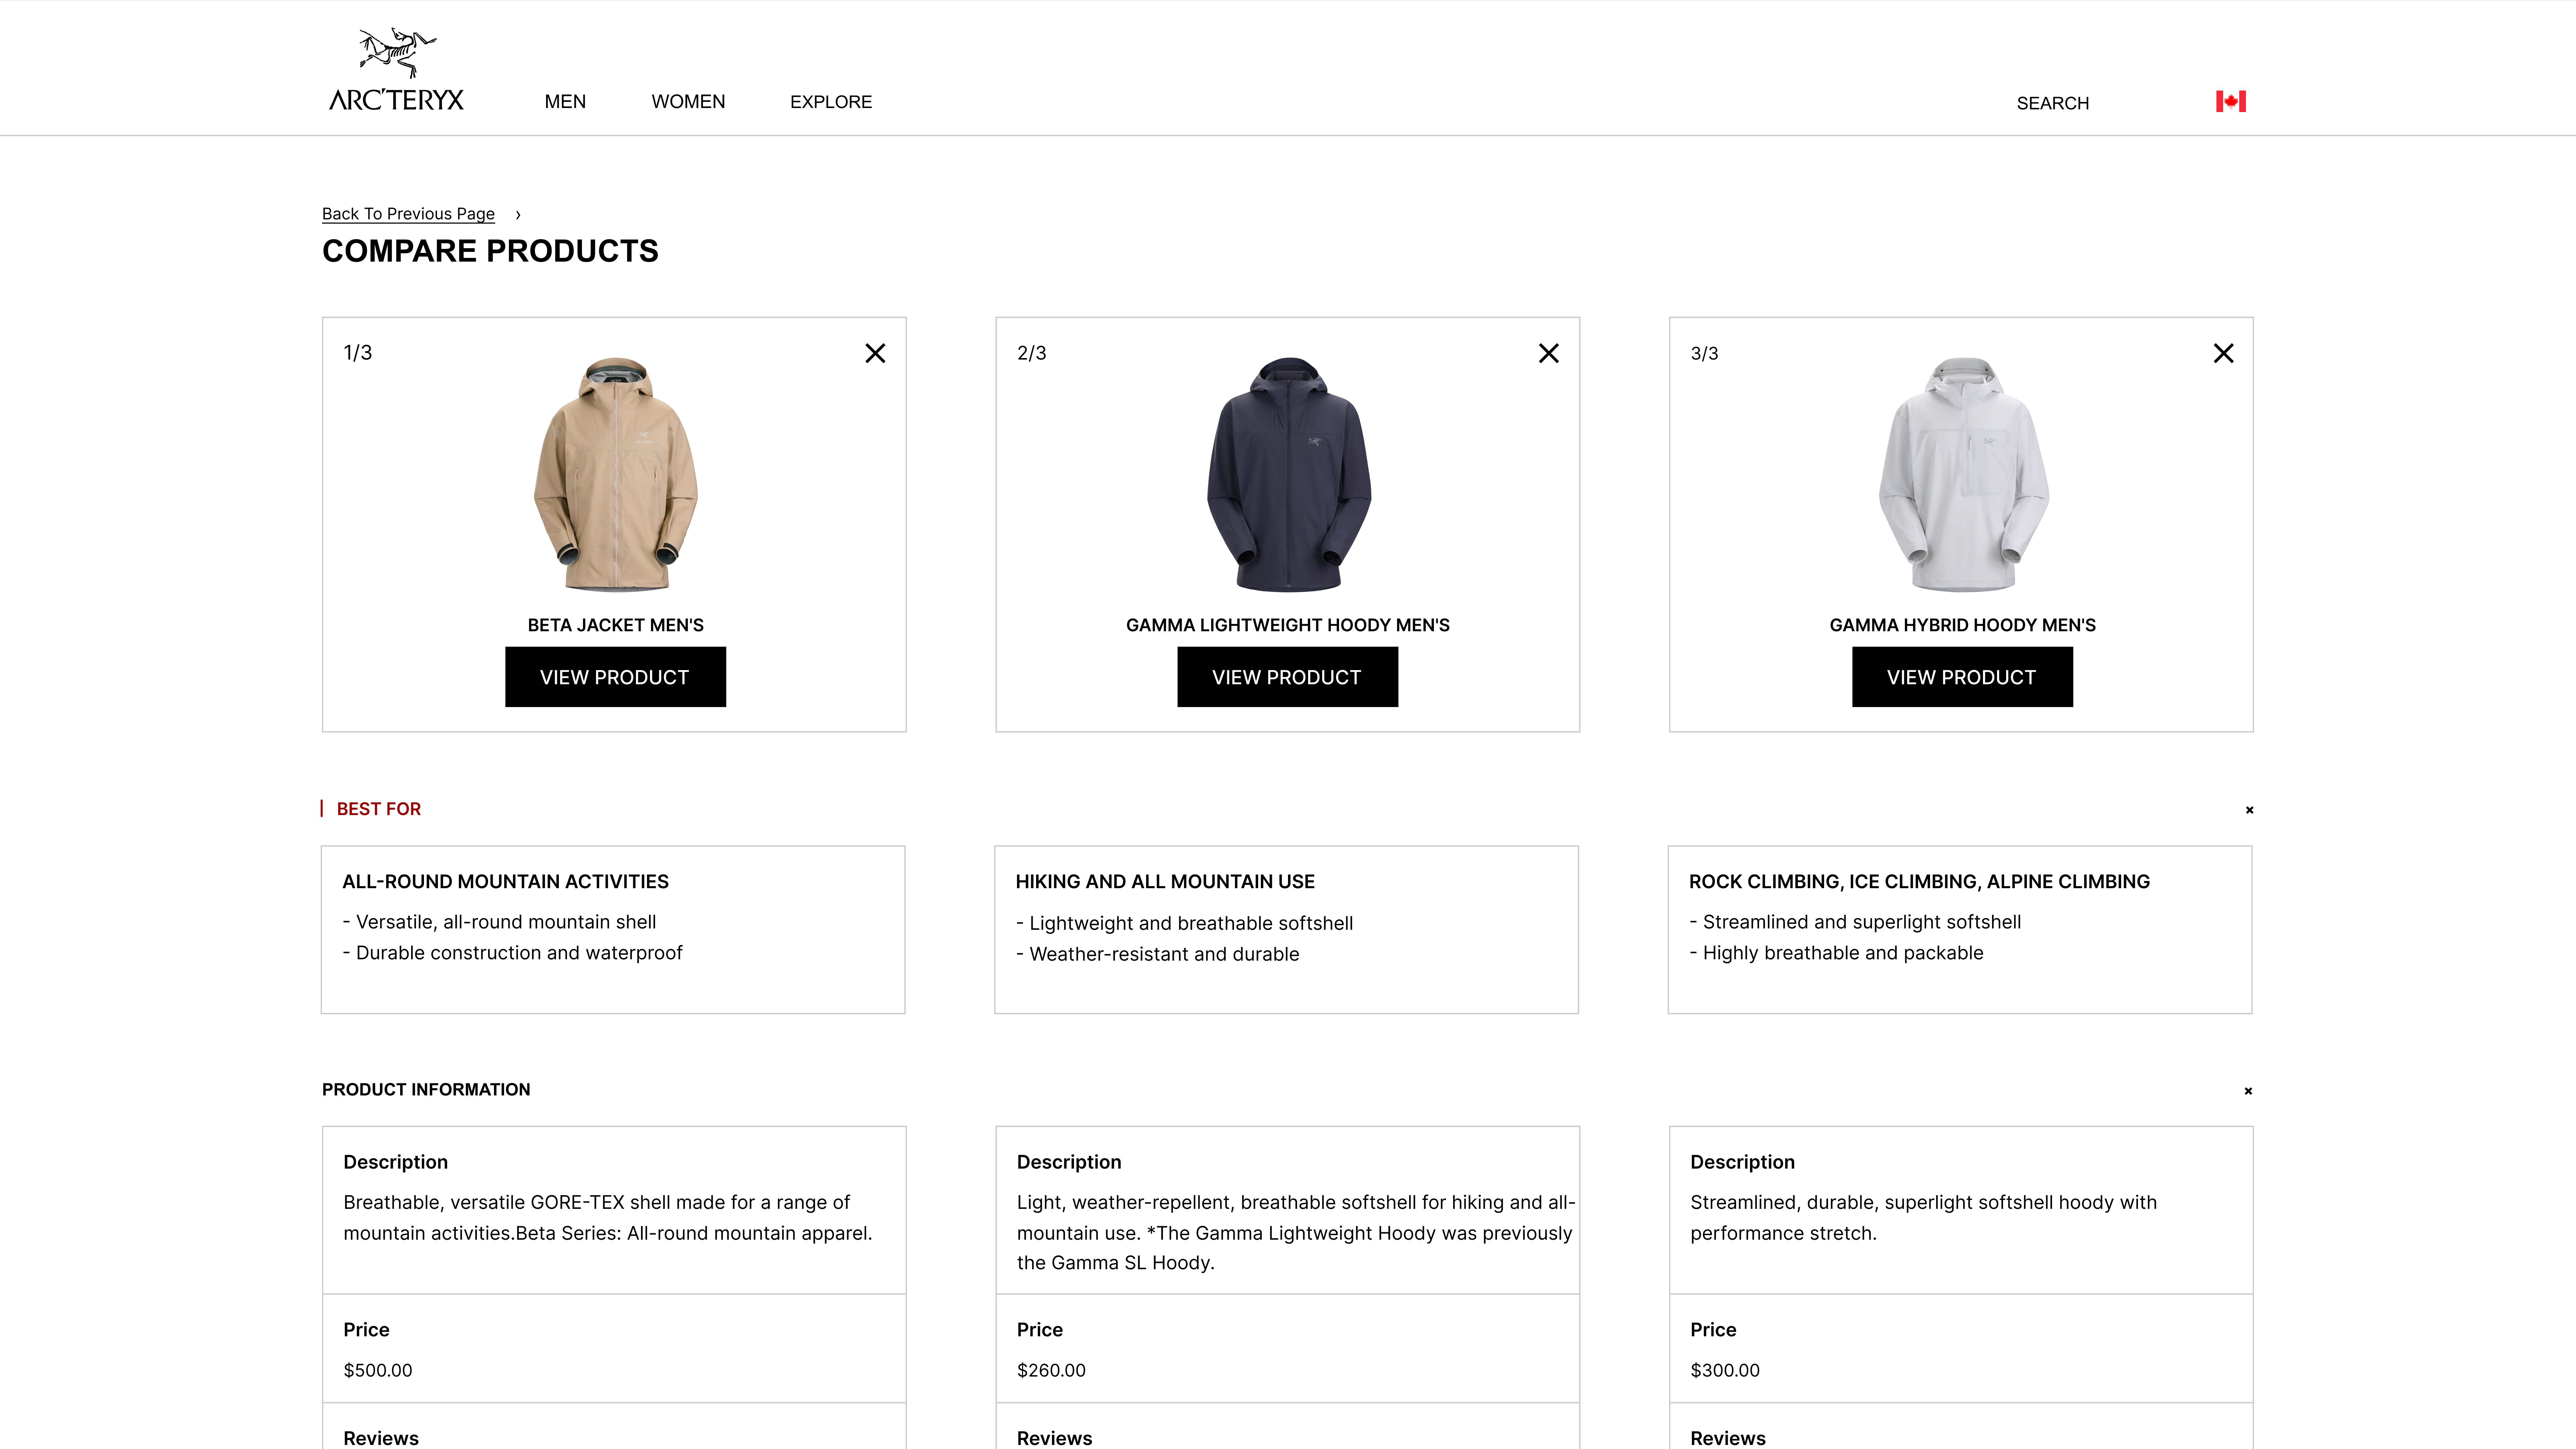 ARC'TERYX
MEN WOMEN EXPLORE SEARCH
Back To Previous Page ›
COMPARE PRODUCTS
1/3
BETA JACKET MEN'S
VIEW PRODUCT
2/3
GAMMA LIGHTWEIGHT HOODY MEN'S
VIEW PRODUCT
3/3
GAMMA HYBRID HOODY MEN'S
VIEW PRODUCT
BEST FOR
ALL-ROUND MOUNTAIN ACTIVITIES
- Versatile, all-round mountain shell
- Durable construction and waterproof
HIKING AND ALL MOUNTAIN USE
- Lightweight and breathable softshell
- Weather-resistant and durable
ROCK CLIMBING, ICE CLIMBING, ALPINE CLIMBING
- Streamlined and superlight softshell
- Highly breathable and packable
PRODUCT INFORMATION
Description
Breathable, versatile GORE-TEX shell made for a range of
mountain activities.Beta Series: All-round mountain apparel.
Price
$500.00
Reviews
Description
Light, weather-repellent, breathable softshell for hiking and all-
mountain use. *The Gamma Lightweight Hoody was previously
the Gamma SL Hoody.
Price
$260.00
Reviews
Description
Streamlined, durable, superlight softshell hoody with
performance stretch.
Price
$300.00
Reviews